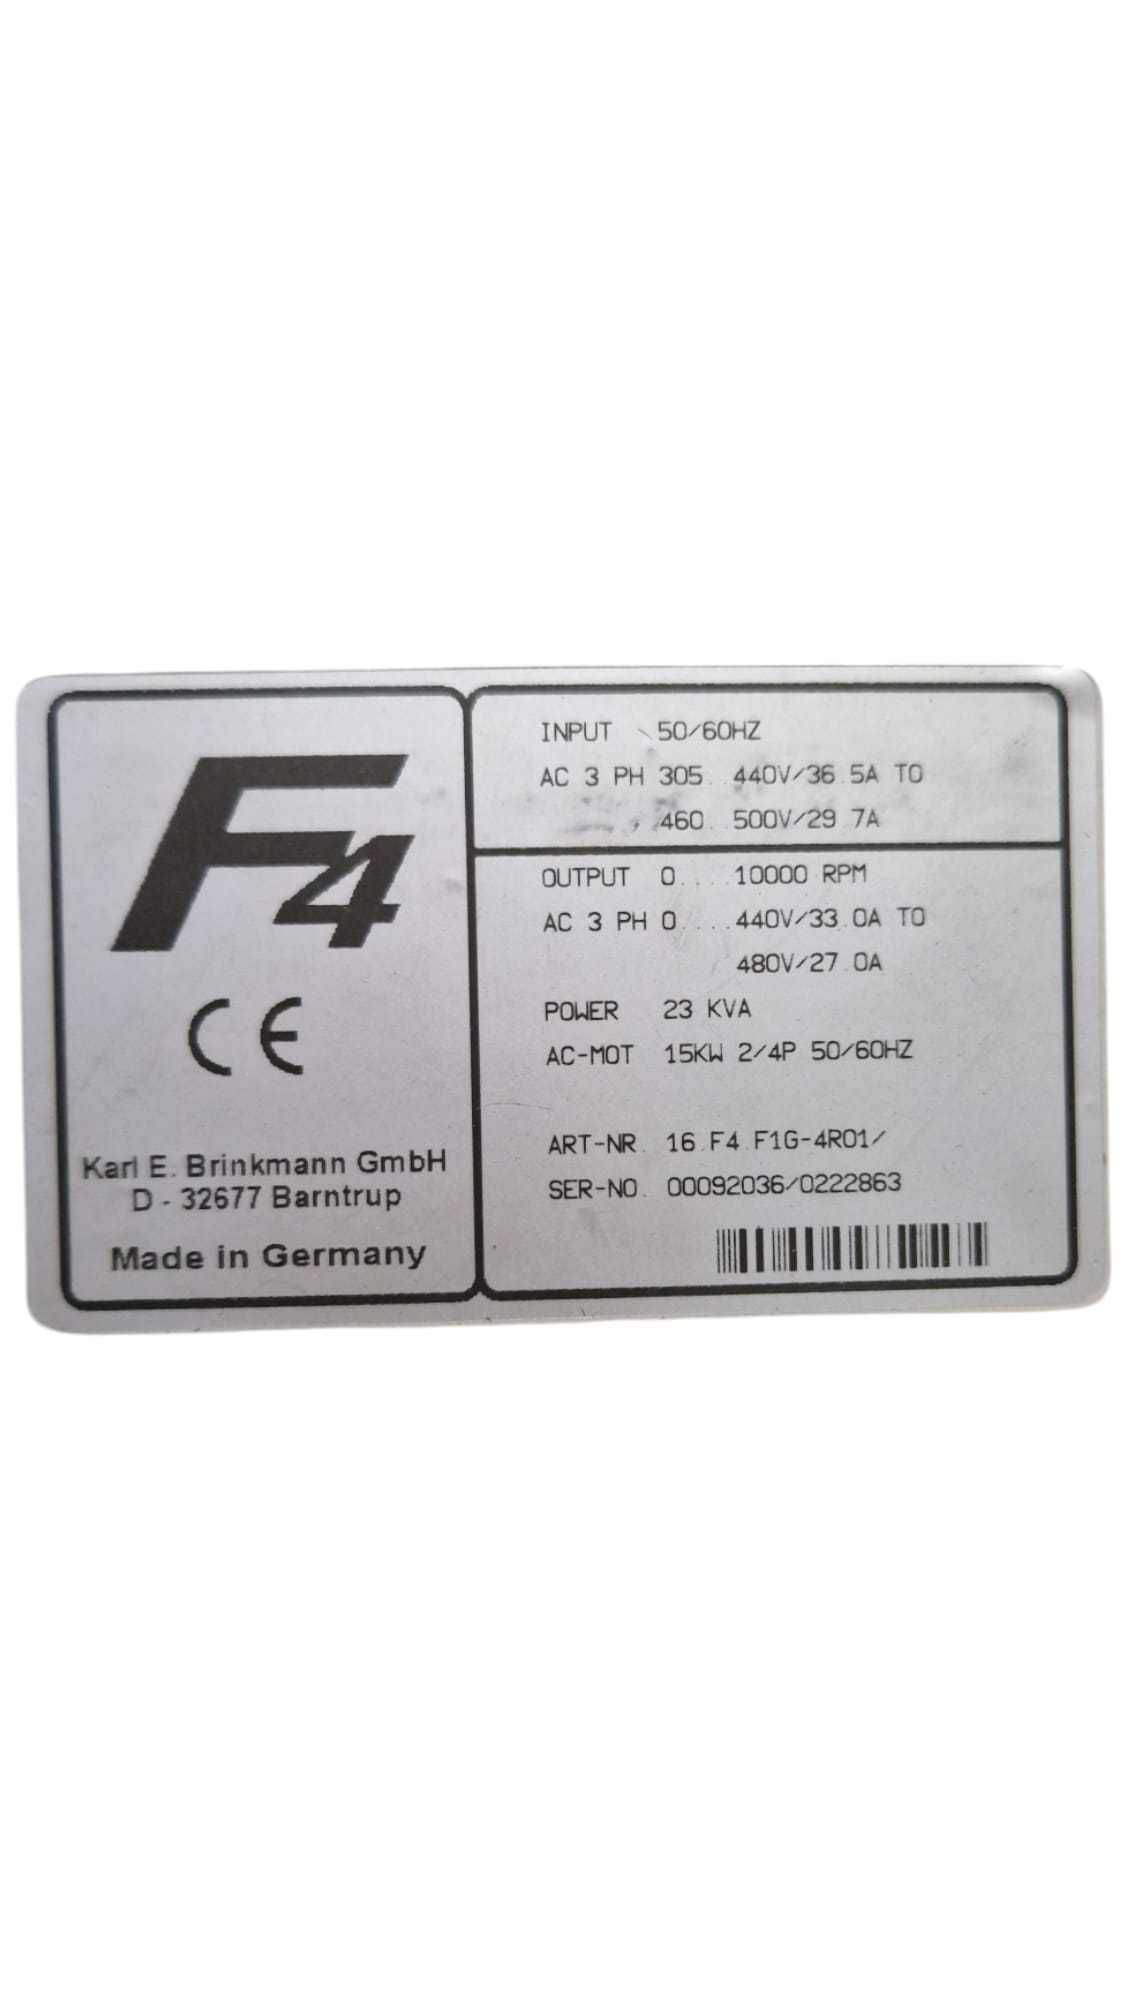 F4
CE
Karl E. Brinkmann GmbH
D - 32677 Barntrup
Made in Germany
INPUT 50/60HZ
AC 3 PH 305..440V/36.5A TO
460..500V/29.7A
OUTPUT 0....10000 RPM
AC 3 PH 0....440V/33.0A TO
480V/27.0A
POWER 23 KVA
AC-MOT 15KW 2/4P 50/60HZ
ART-NR. 16.F4.F1G-4R01/
SER-NO. 00092036/0222863